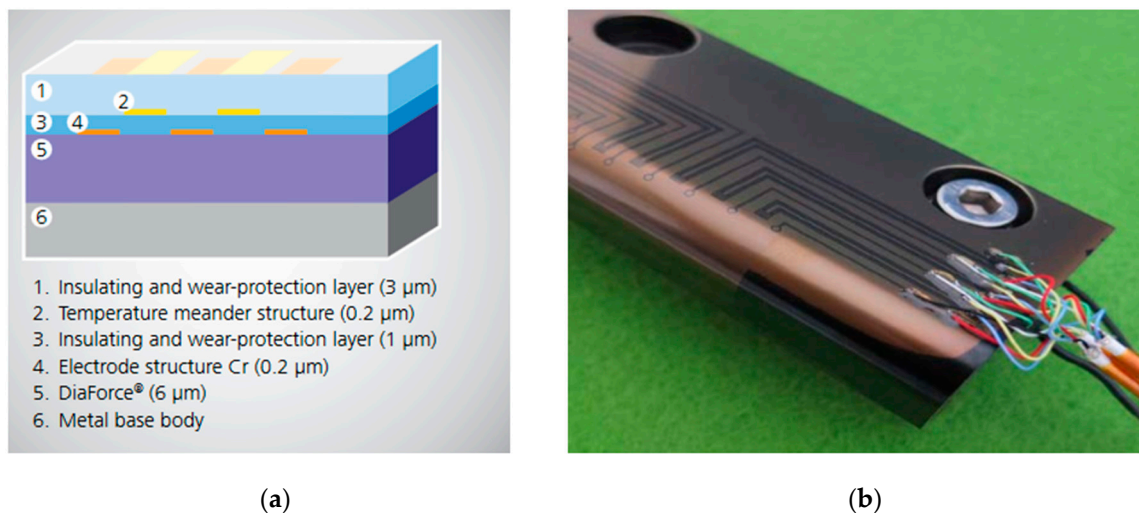 1
2
3
4
5
6
1. Insulating and wear-protection layer (3 µm)
2. Temperature meander structure (0.2 µm)
3. Insulating and wear-protection layer (1 µm)
4. Electrode structure Cr (0.2 µm)
5. DiaForce® (6 µm)
6. Metal base body
(a)
(b)